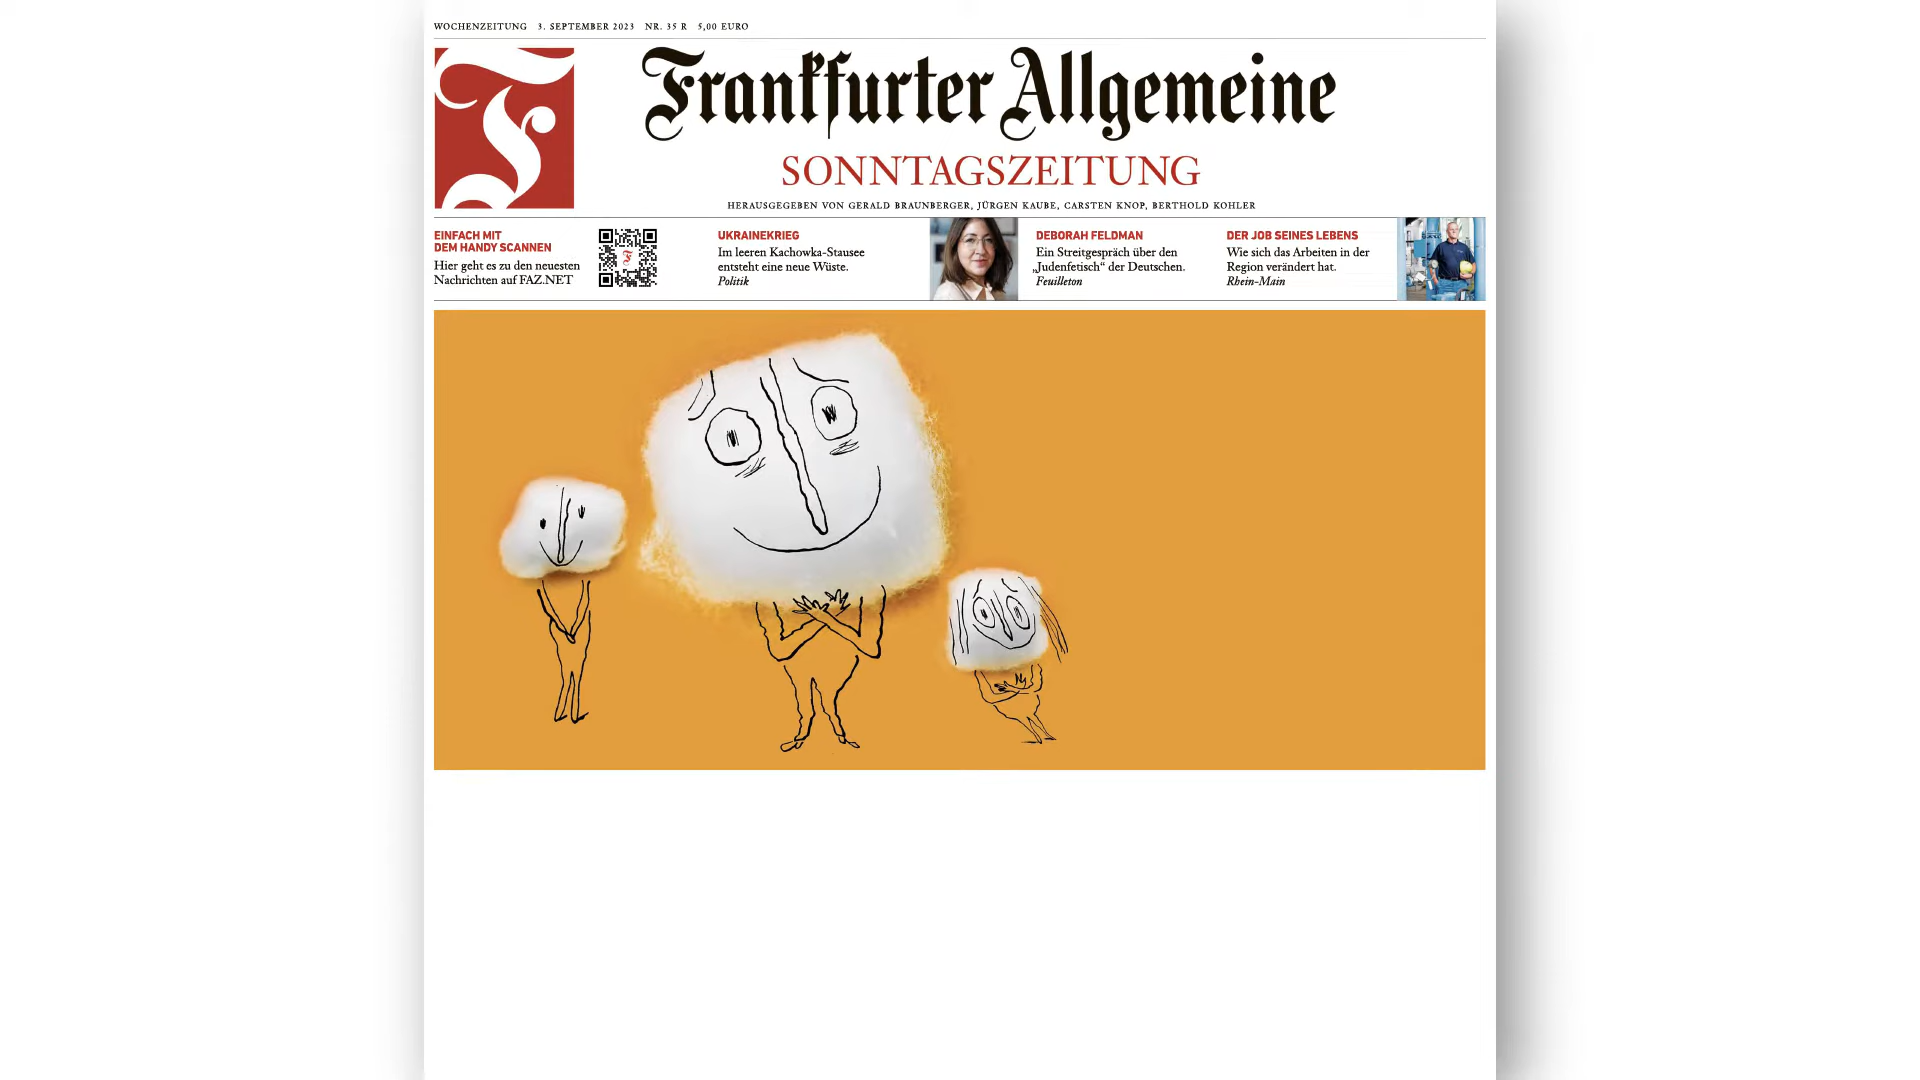 WOCHENZEITUNG 3. SEPTEMBER 2023 NR. 35 R 5,00 EURO
Frankfurter Allgemeine
SONNTAGSZEITUNG
HERAUSGEGEBEN VON GERALD BRAUNBERGER, JÜRGEN KAUBE, CARSTEN KNOP, BERTHOLD KOHLER
EINFACH MIT
DEM HANDY SCANNEN
Hier geht es zu den neuesten
Nachrichten auf FAZ.NET
UKRAINEKRIEG
Im leeren Kachowka-Stausee
entsteht eine neue Wüste.
Politik
DEBORAH FELDMAN
Ein Streitgespräch über den
„Judenfetisch“ der Deutschen.
Feuilleton
DER JOB SEINES LEBENS
Wie sich das Arbeiten in der
Region verändert hat.
Rhein-Main